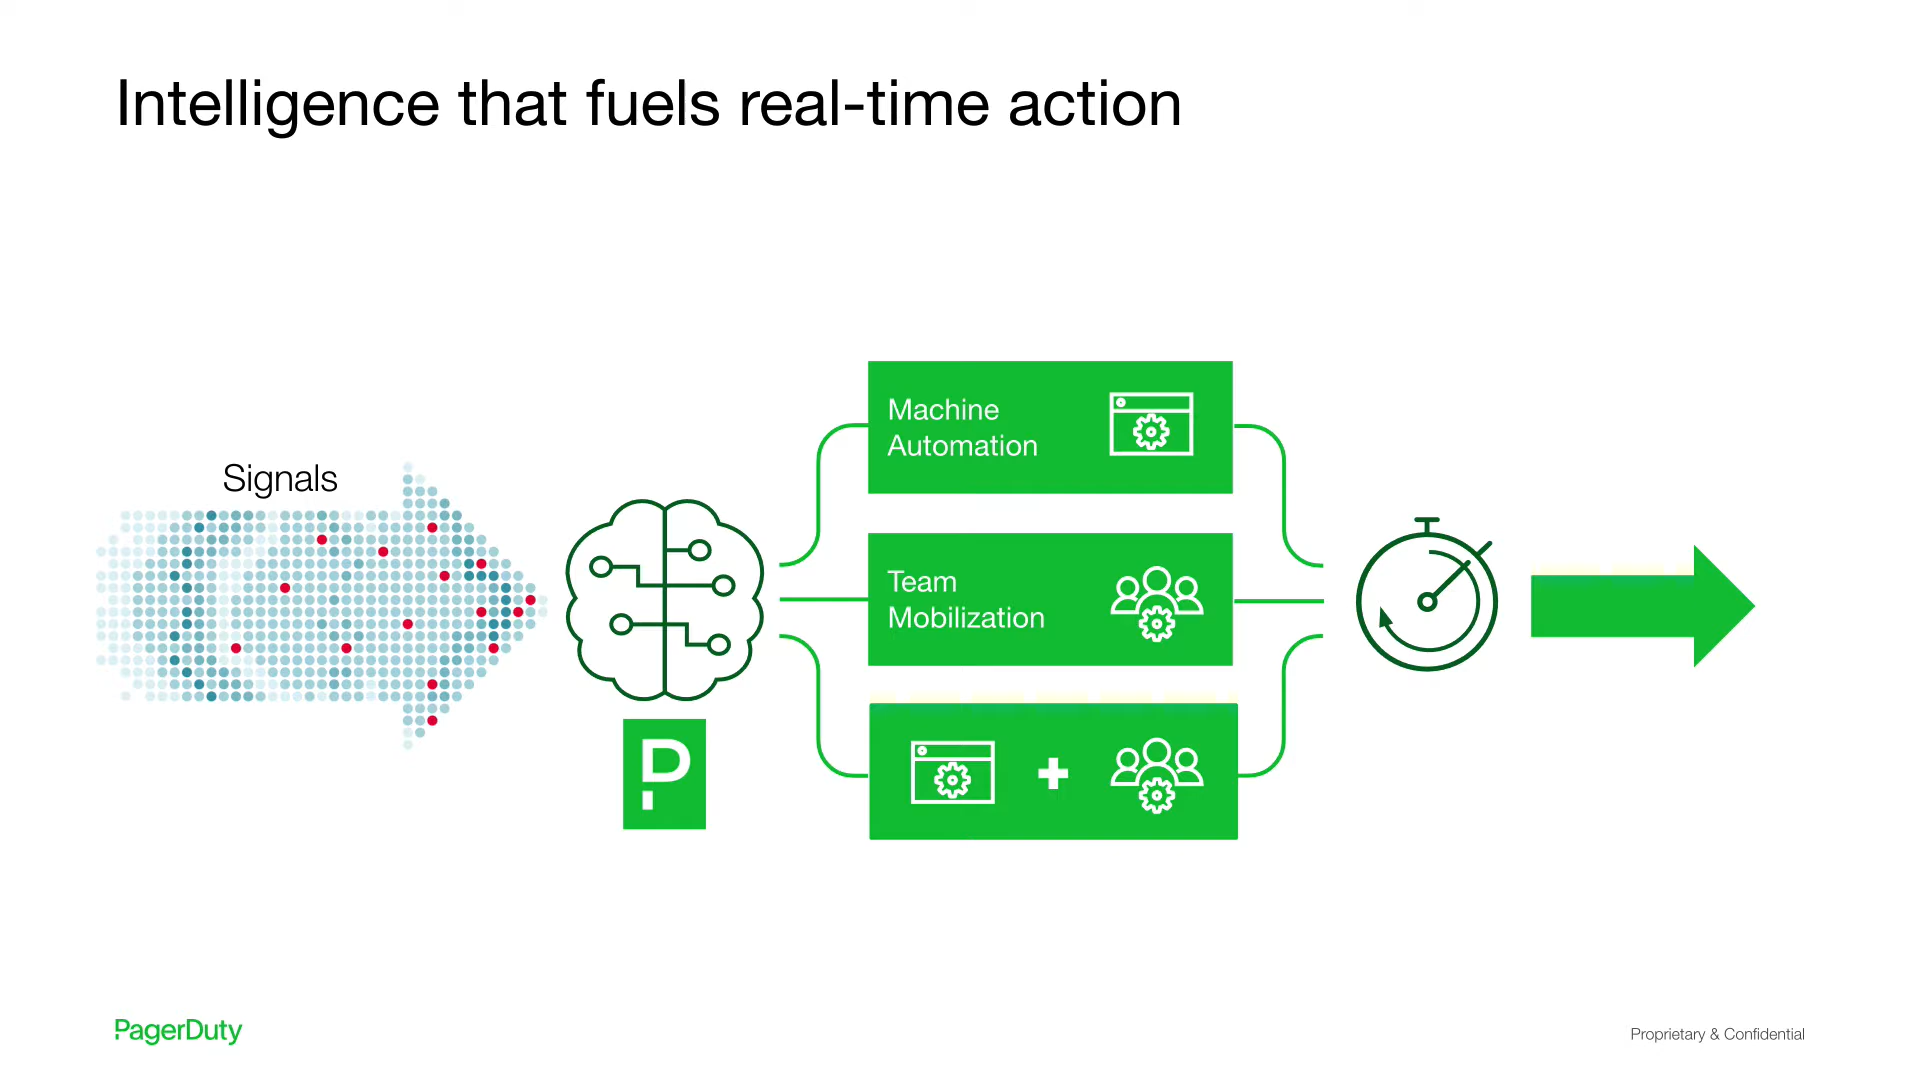 Intelligence that fuels real-time action
Signals
Machine
Automation
Team
Mobilization
P
PagerDuty
Proprietary & Confidential